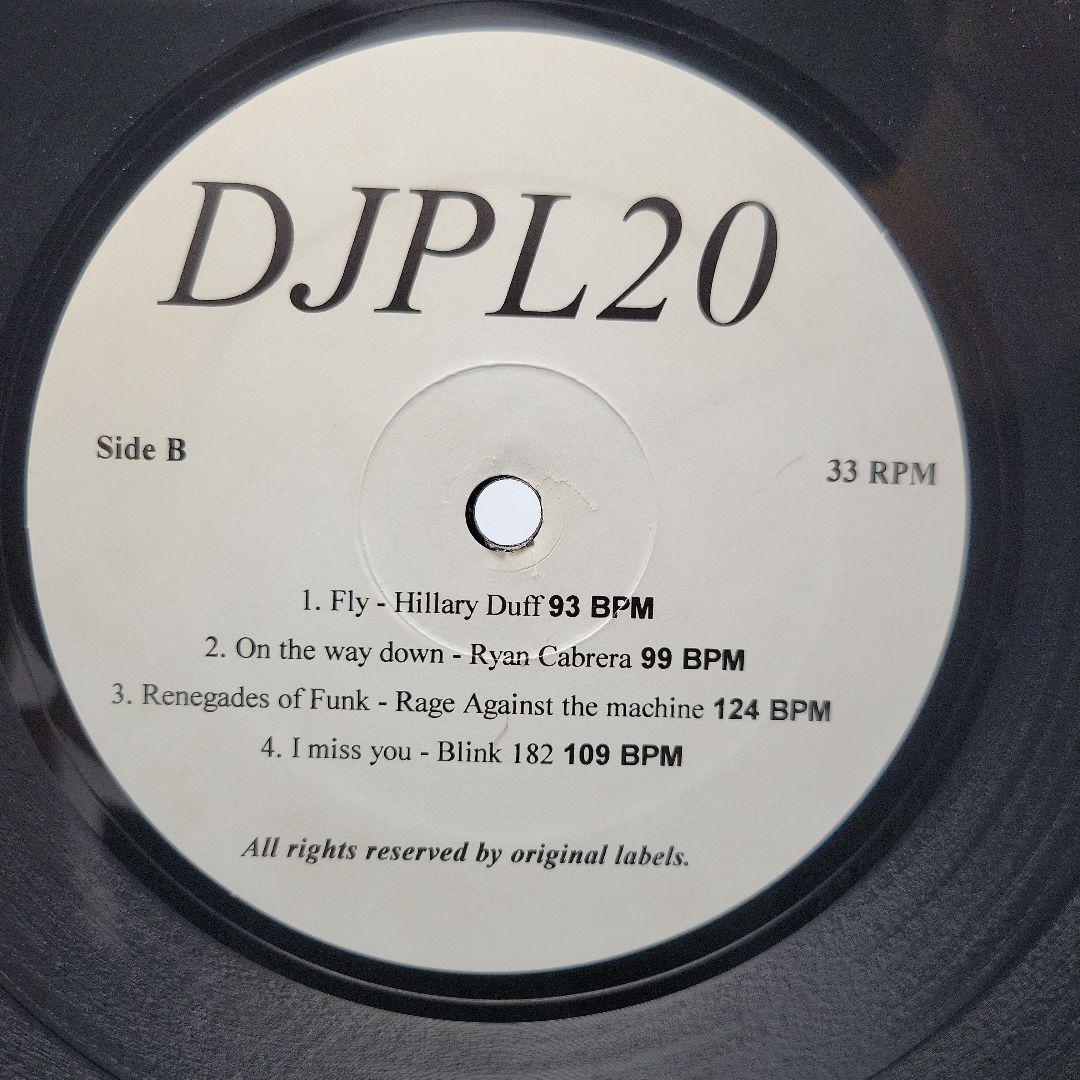 DJPL20
Side B
33 RPM
1. Fly - Hillary Duff 93 BPM
2. On the way down - Ryan Cabrera 99 BPM
3. Renegades of Funk - Rage Against the machine 124 BPM
4. I miss you - Blink 182 109 BPM
All rights reserved by original labels.